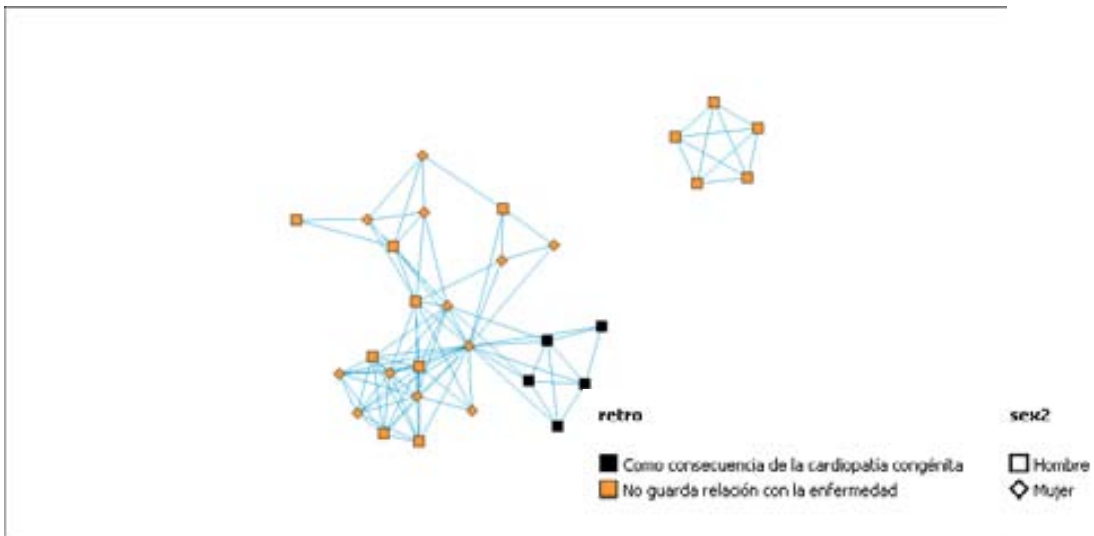 retro
sex2
Como consecuencia de la cardiopatía congénita
Hombre
No guarda relación con la enfermedad
Mujer